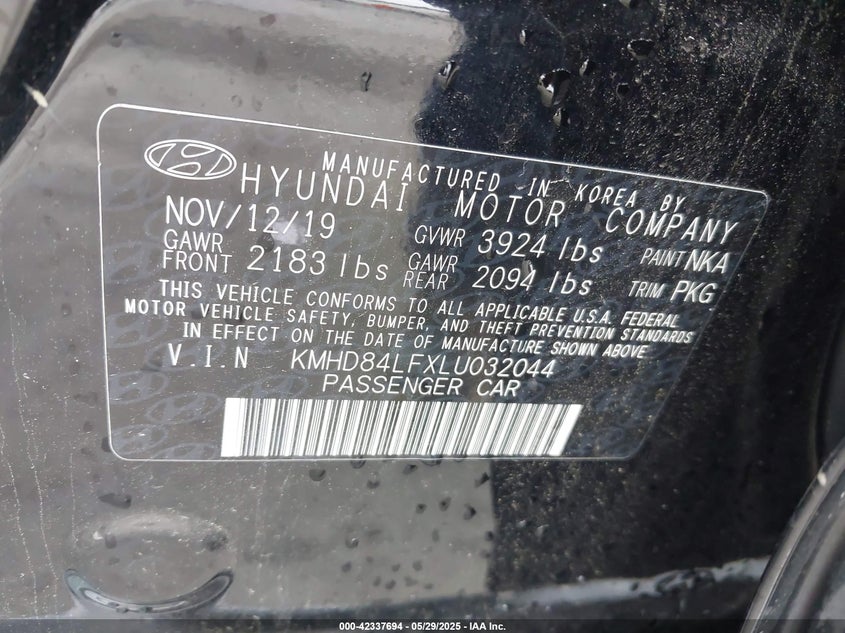 MANUFACTURED IN KOREA BY
HYUNDAI MOTOR COMPANY
NOV/12/19 GVWR 3924 lbs PAINT NKA
GAWR FRONT 2183 lbs GAWR REAR 2094 lbs TRIM PKG
THIS VEHICLE CONFORMS TO ALL APPLICABLE U.S.A. FEDERAL
MOTOR VEHICLE SAFETY, BUMPER, AND THEFT PREVENTION STANDARDS
IN EFFECT ON THE DATE OF MANUFACTURE SHOWN ABOVE
V.I.N KMHD84LFXLU032044
PASSENGER CAR
000-42337694 - 05/29/2025 - IAA Inc.